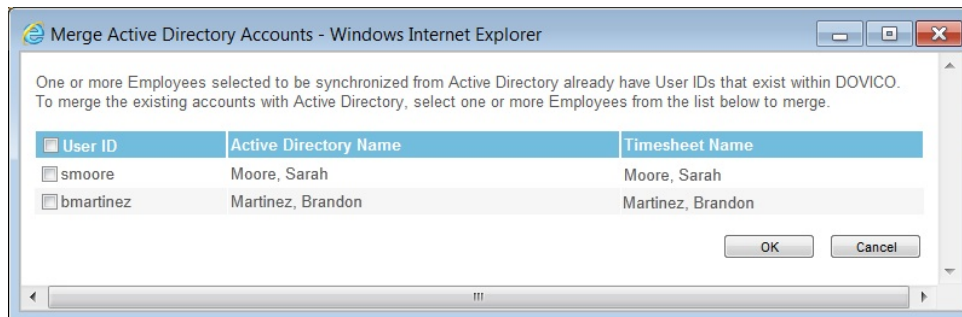 Merge Active Directory Accounts - Windows Internet Explorer
One or more Employees selected to be synchronized from Active Directory already have User IDs that exist within DOVICO.
To merge the existing accounts with Active Directory, select one or more Employees from the list below to merge.
User ID Active Directory Name Timesheet Name
smoore Moore, Sarah Moore, Sarah
bmartinez Martinez, Brandon Martinez, Brandon
OK Cancel